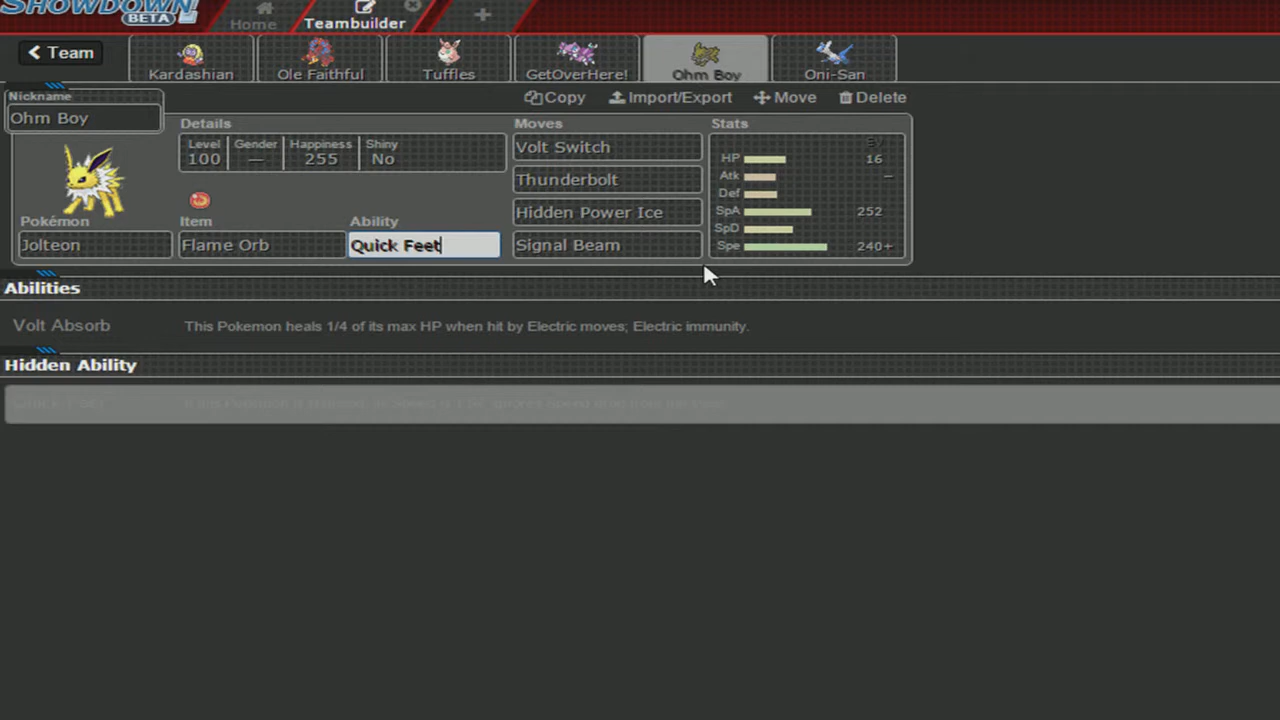 SHOWDOWN
BETA
Home
Teambuilder
Team
Kardashian
Ole Faithful
Tuffles
GetOverHere!
Ohm Boy
Oni-San
Copy
Import/Export
Move
Delete
Nickname
Ohm Boy
Details
Level
100
Gender
—
Happiness
255
Shiny
No
Pokémon
Jolteon
Item
Flame Orb
Ability
Quick Feet
Moves
Volt Switch
Thunderbolt
Hidden Power Ice
Signal Beam
Stats
EV
HP 16
Atk –
Def
SpA 252
SpD
Spe 240+
Abilities
Volt Absorb This Pokemon heals 1/4 of its max HP when hit by Electric moves; Electric immunity.
Hidden Ability